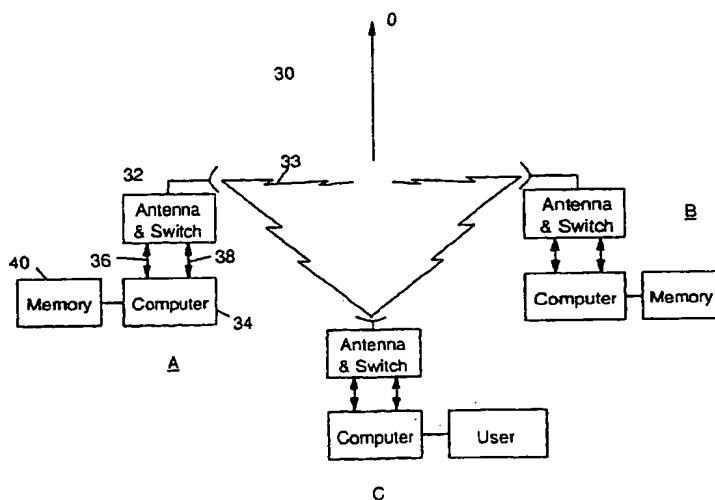 0
30
33
32
Antenna
& Switch
36
38
40
Memory
Computer
34
A
Antenna
& Switch
B
Computer
Memory
Antenna
& Switch
Computer
User
C